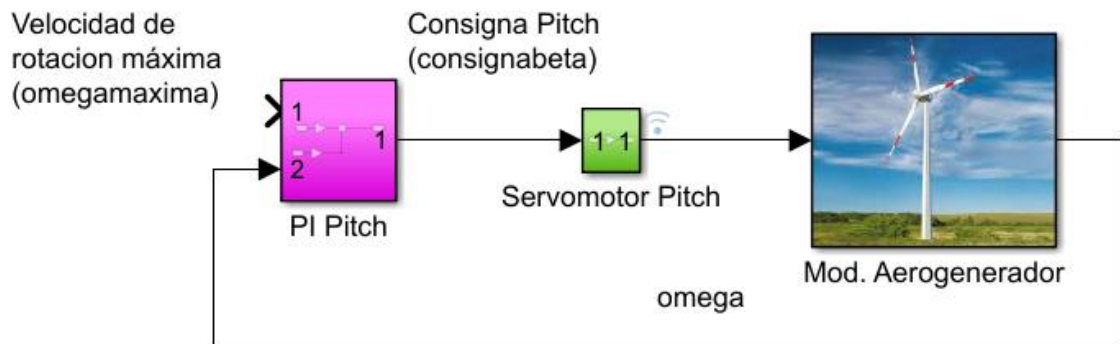 Velocidad de
rotacion máxima
(omegamaxima)
Consigna Pitch
(consignabeta)
1
2
1
PI Pitch
1 1
Servomotor Pitch
Mod. Aerogenerador
omega